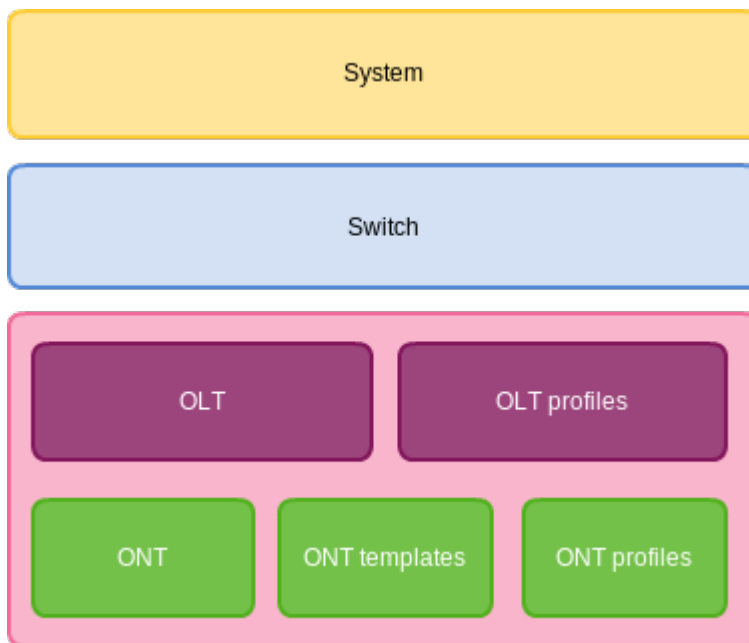 System
Switch
OLT
OLT profiles
ONT
ONT templates
ONT profiles